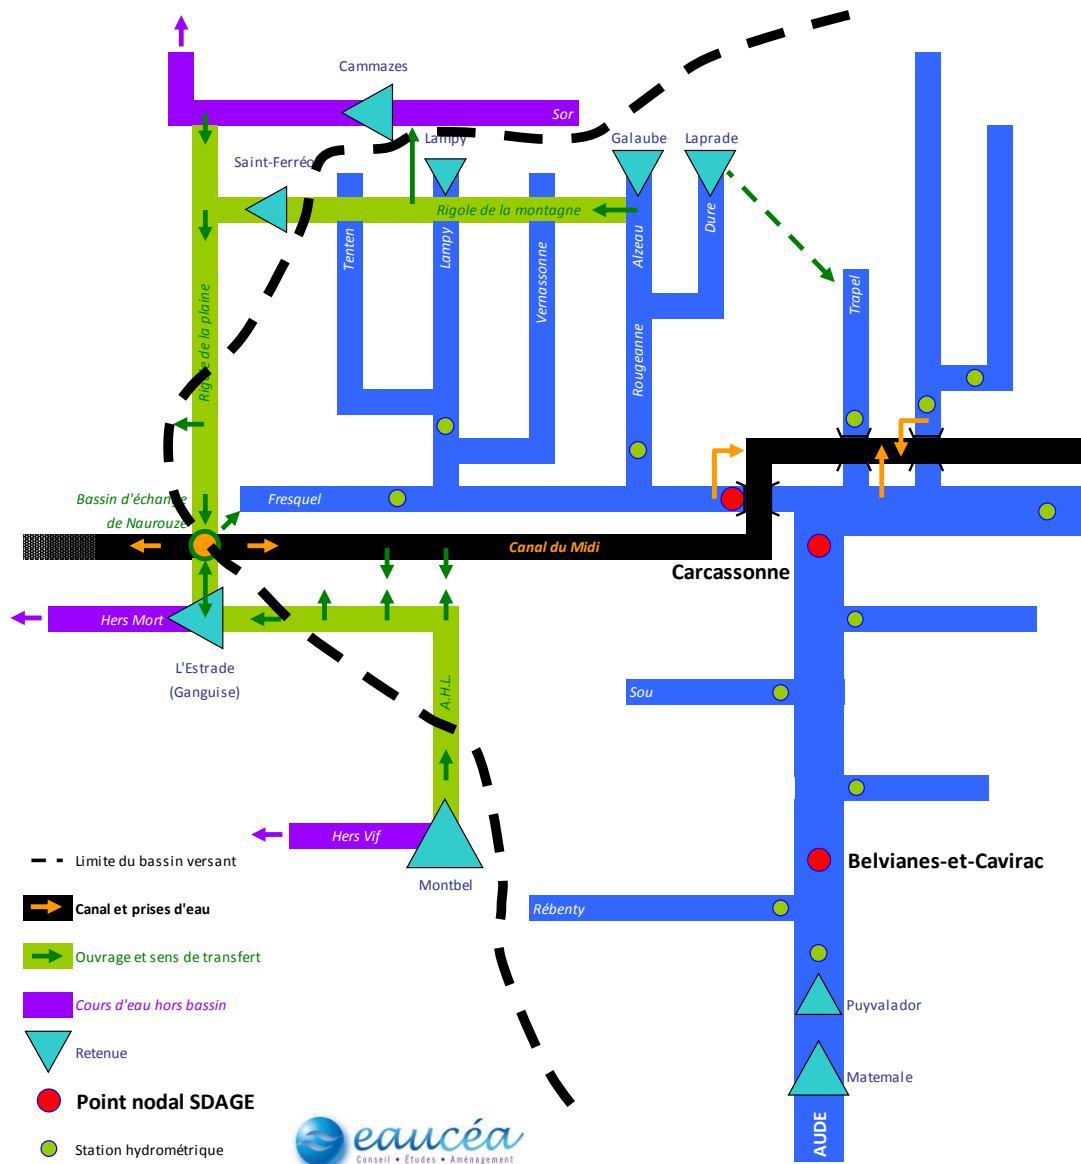 Cammazes
Sor
Lampy
Galaube
Laprade
Saint-Ferréo
Rigole de la montagne
Tenten
Lampy
Vernassonne
Alzeau
Dure
Trapel
Rigole de la plaine
Rougeanne
Bassin d'échange
de Naurouze
Fresquel
Canal du Midi
Carcassonne
Hers Mort
L'Estrade
(Ganguise)
A.H.L.
Sou
Hers Vif
Montbel
Belvianes-et-Cavirac
Rébenty
Puyvalador
Matemale
AUDE
Limite du bassin versant
Canal et prises d'eau
Ouvrage et sens de transfert
Cours d'eau hors bassin
Retenue
Point nodal SDAGE
Station hydrométrique
eaucéa
Conseil • Études • Aménagement